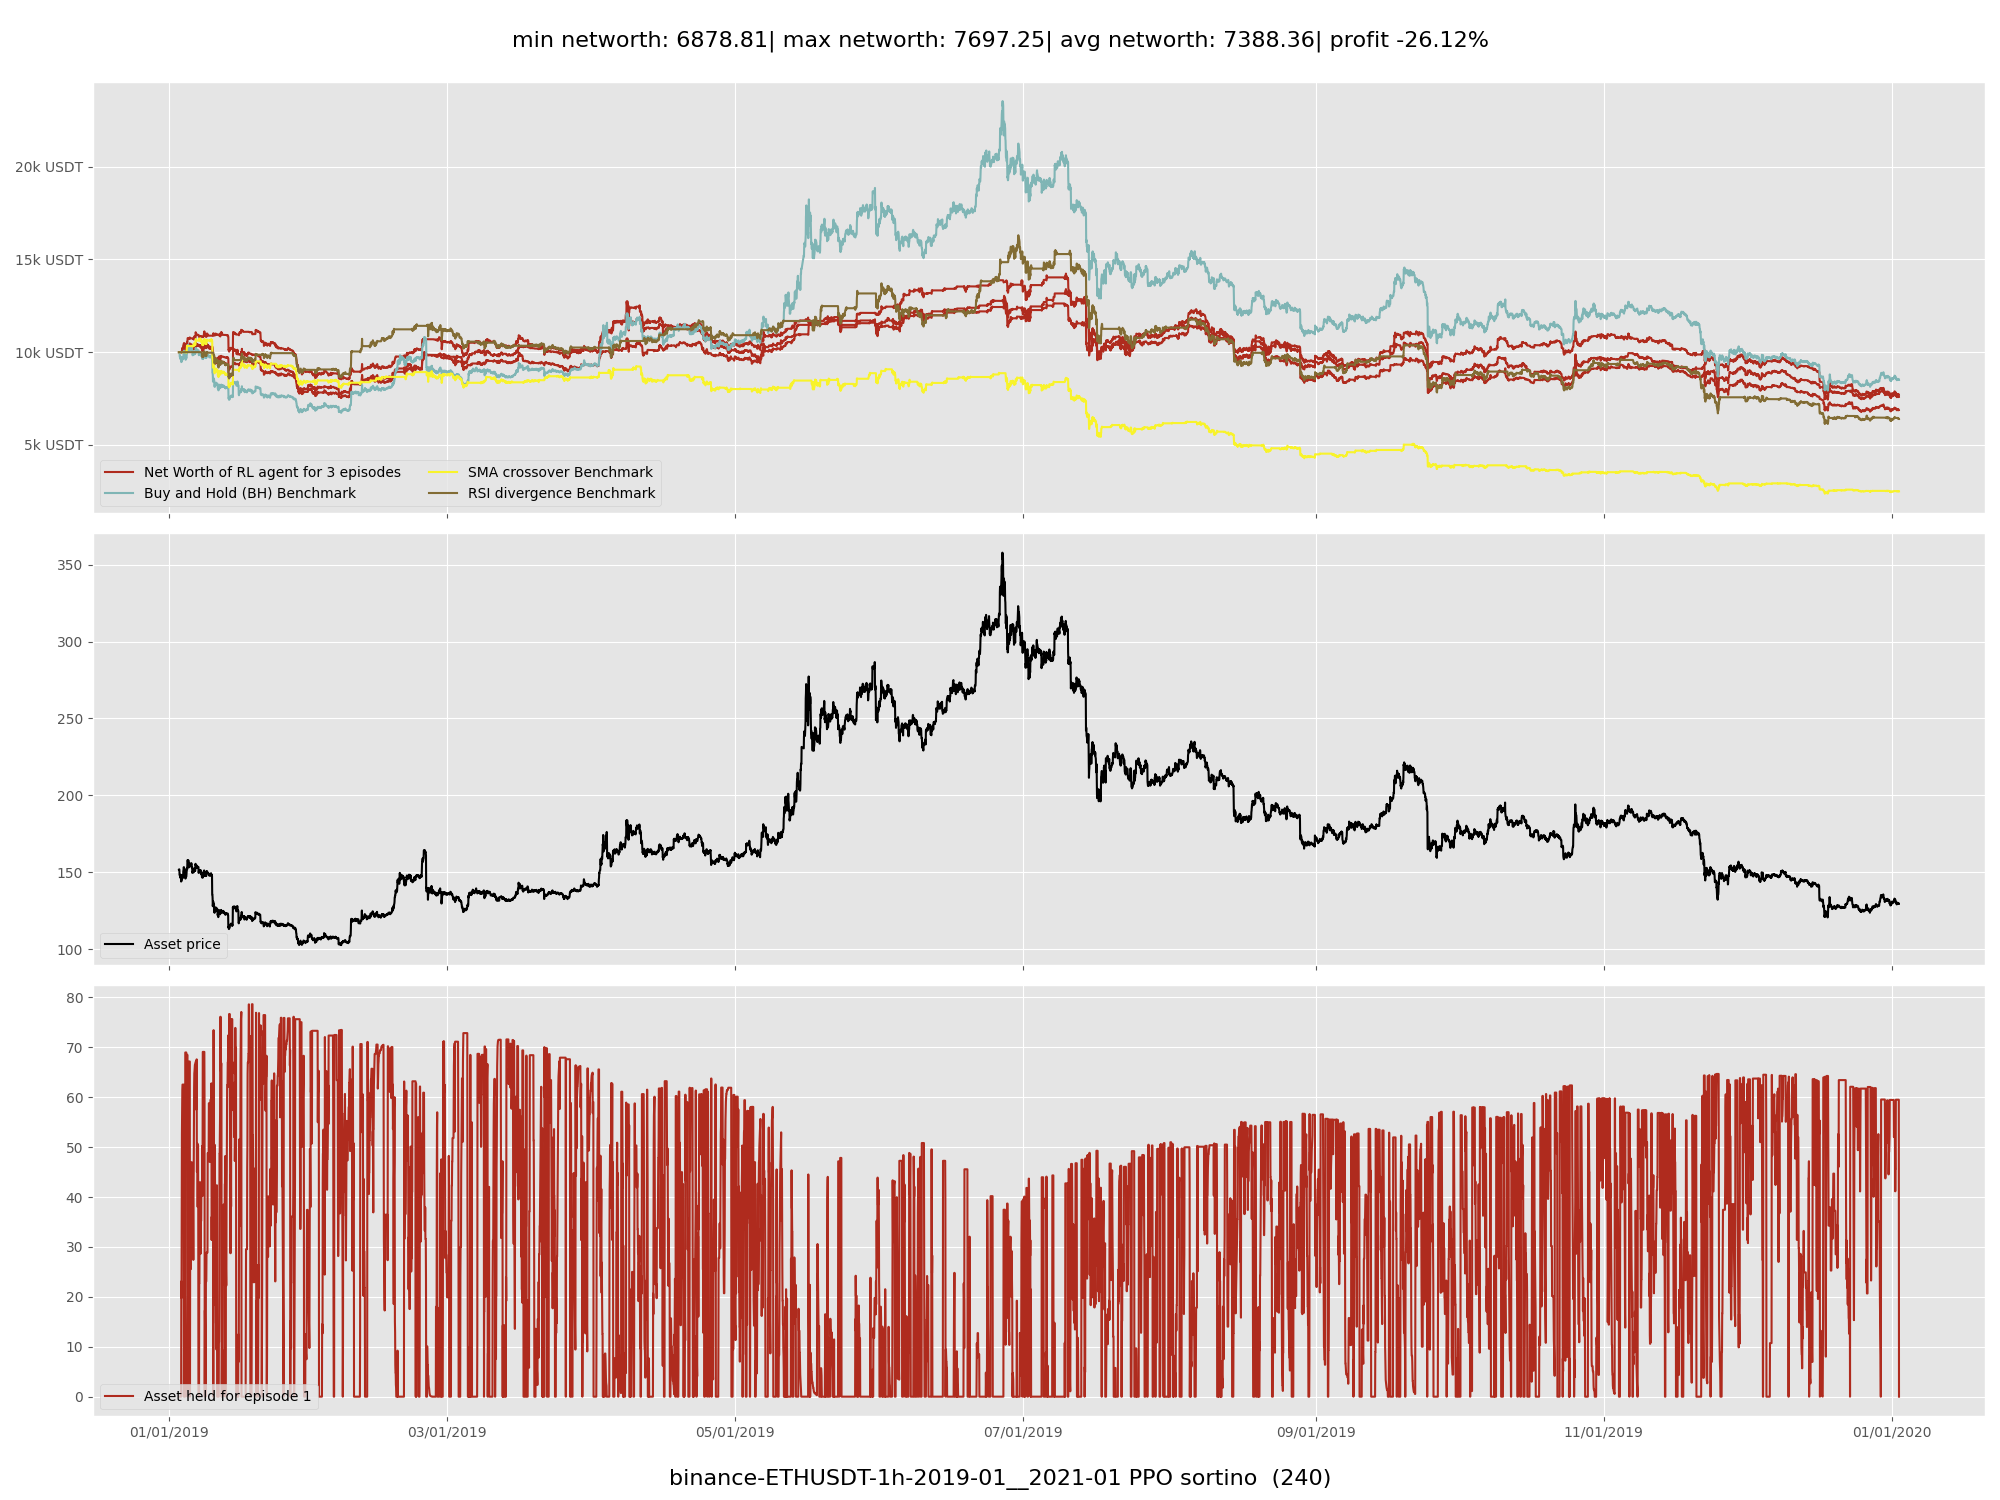 min networth: 6878.81| max networth: 7697.25| avg networth: 7388.36| profit -26.12%
20k USDT
15k USDT
10k USDT
5k USDT
Net Worth of RL agent for 3 episodes
Buy and Hold (BH) Benchmark
SMA crossover Benchmark
RSI divergence Benchmark
350
300
250
200
150
100
Asset price
80
70
60
50
40
30
20
10
0
Asset held for episode 1
01/01/2019 03/01/2019 05/01/2019 07/01/2019 09/01/2019 11/01/2019 01/01/2020
binance-ETHUSDT-1h-2019-01__2021-01 PPO sortino  (240)